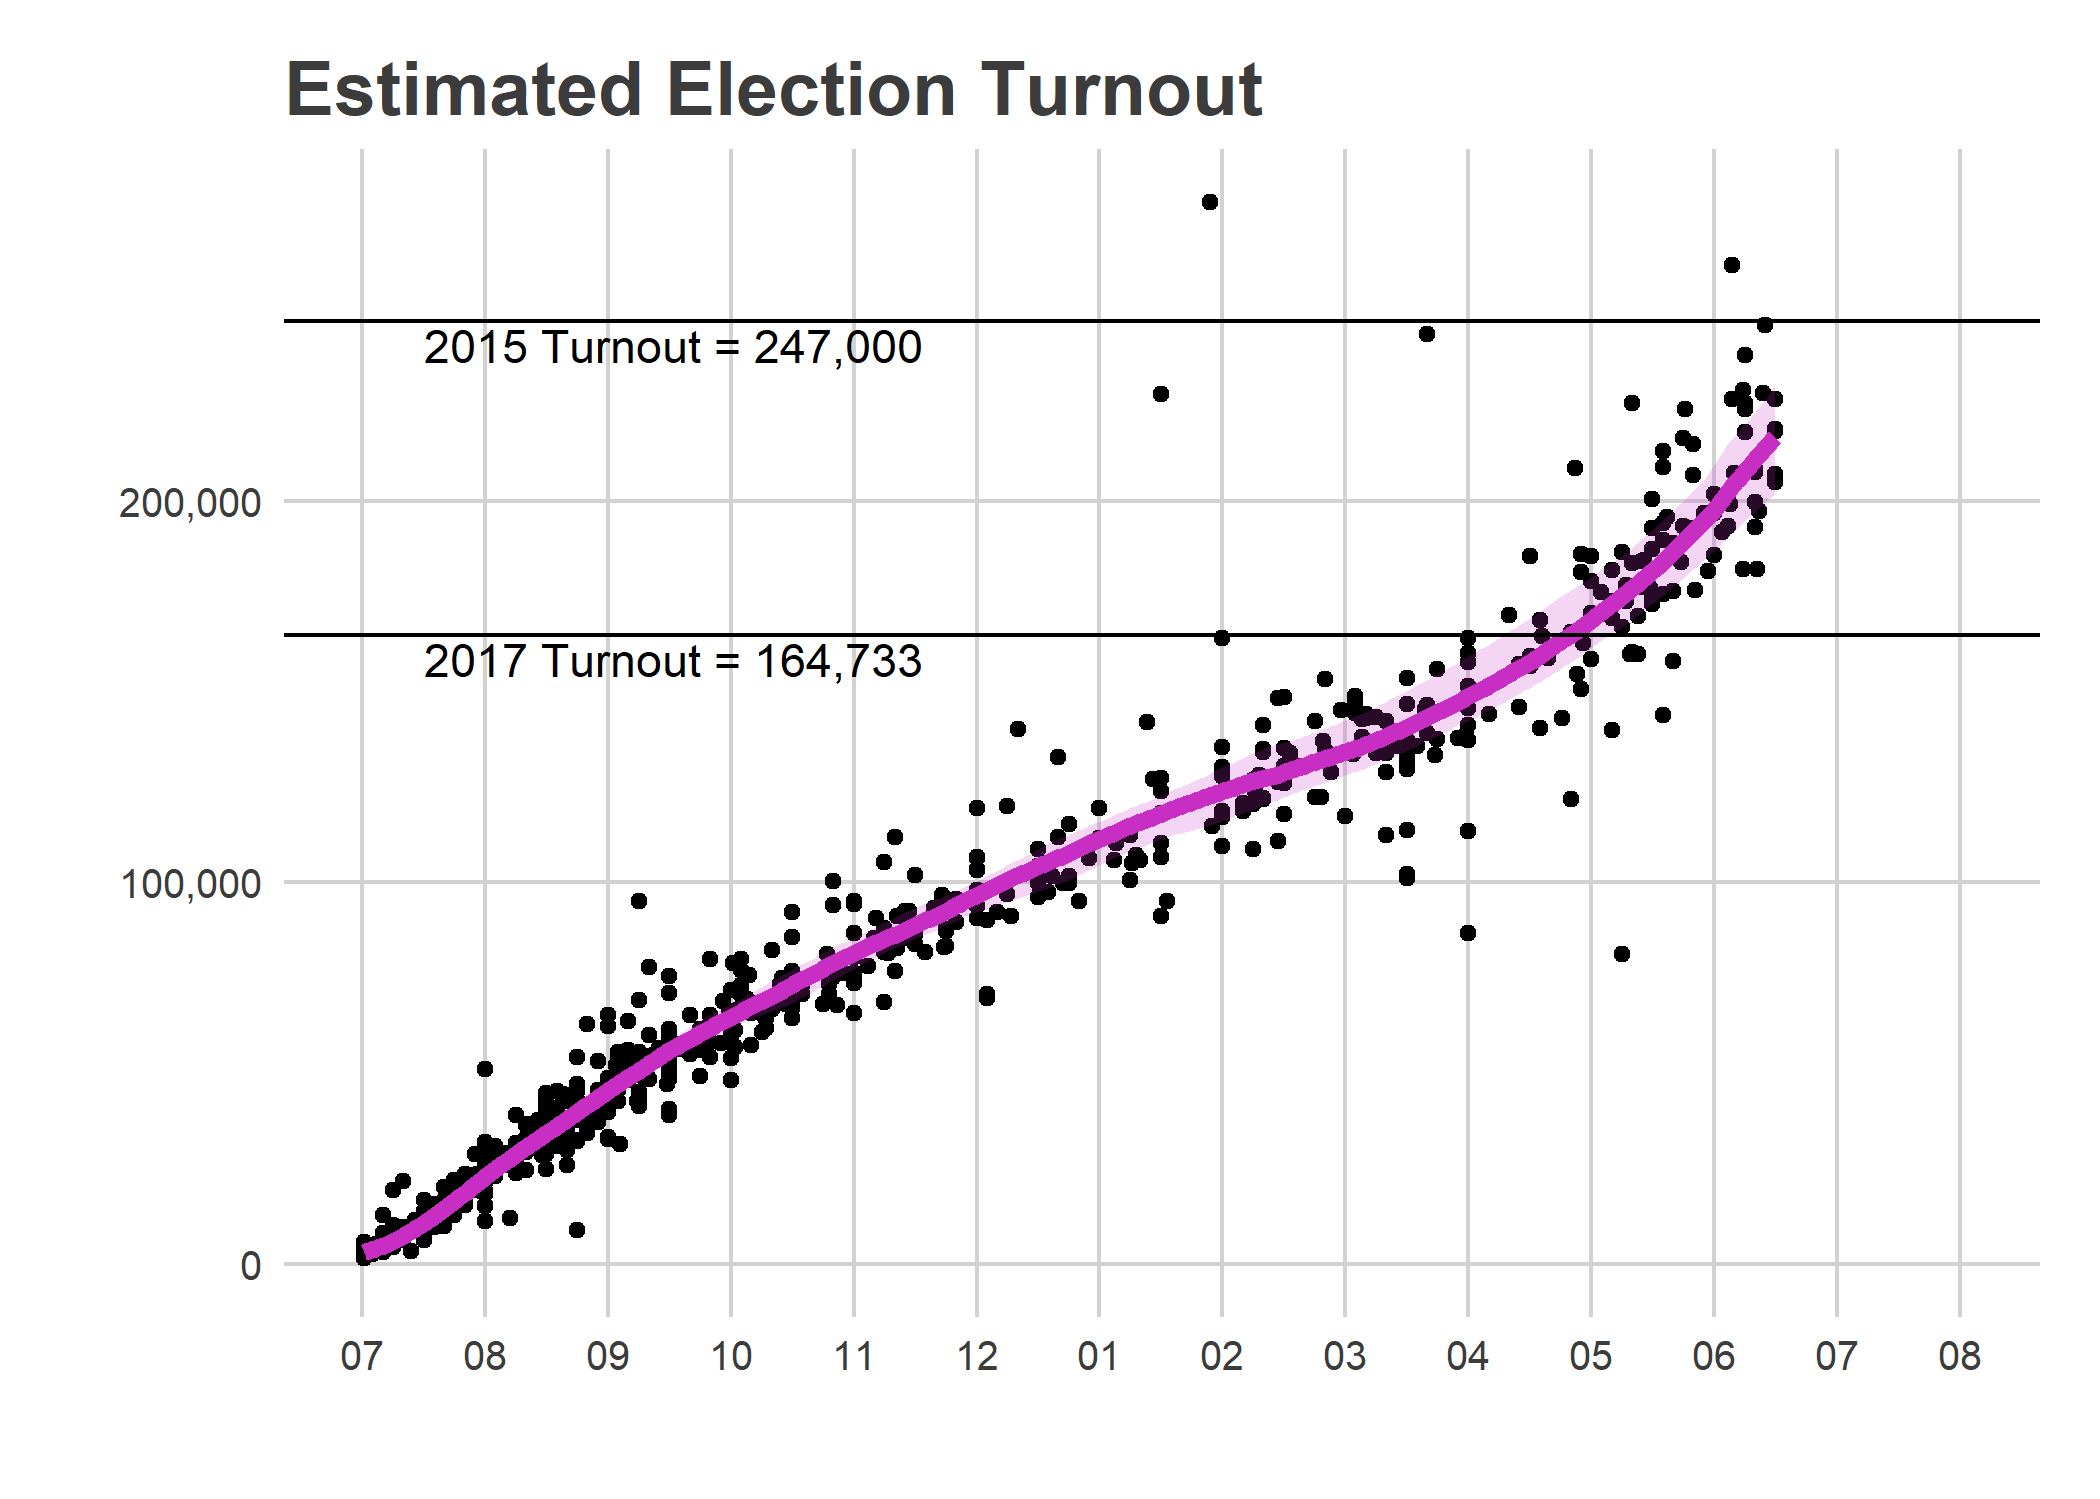 Estimated Election Turnout
2015 Turnout = 247,000
200,000
2017 Turnout = 164,733
100,000
0
07 08 09 10 11 12 01 02 03 04 05 06 07 08